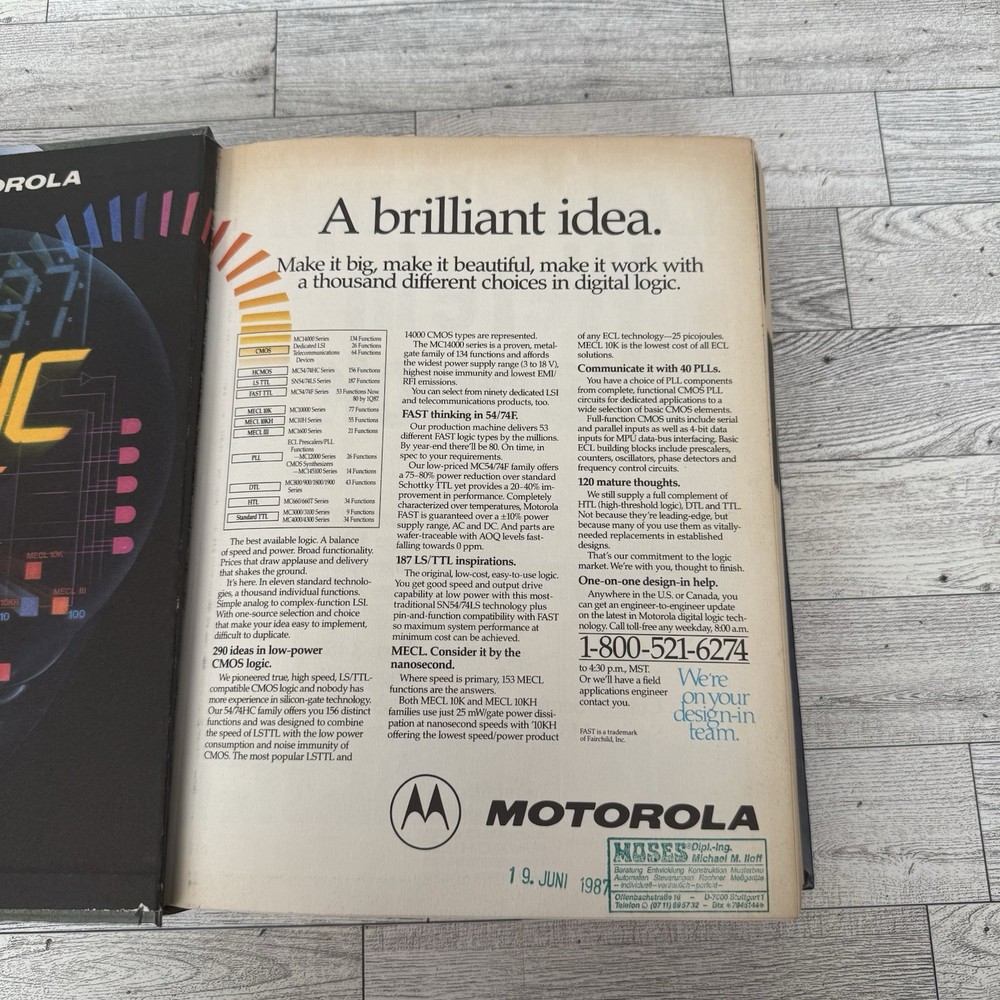 OROLA
IC
MECL 10K
MECL III
10KH
10
100
A brilliant idea.
Make it big, make it beautiful, make it work with
a thousand different choices in digital logic.
CMOS MC14000 Series 134 Functions
Dedicated LSI 26 Functions
Telecommunications 64 Functions
Devices
HCMOS MC54/74HC Series 156 Functions
LS TTL SN54/74LS Series 187 Functions
FAST TTL MC54/74F Series 53 Functions Now
80 by 1Q87
MECL 10K MC10000 Series 77 Functions
MECL 10KH MC10H Series 55 Functions
MECL III MC1600 Series 21 Functions
ECL Prescalers/PLL
Functions
PLL —MC12000 Series 26 Functions
CMOS Synthesizers
—MC145100 Series 14 Functions
DTL MC800/900/1800/1900 43 Functions
Series
HTL MC660/660T Series 34 Functions
Standard TTL MC3000/3100 Series 9 Functions
MC4000/4300 Series 34 Functions
The best available logic. A balance
of speed and power. Broad functionality.
Prices that draw applause and delivery
that shakes the ground.
It's here. In eleven standard technolo-
gies, a thousand individual functions.
Simple analog to complex-function LSI.
With one-source selection and choice
that make your idea easy to implement,
difficult to duplicate.
290 ideas in low-power
CMOS logic.
We pioneered true, high speed, LS/TTL-
compatible CMOS logic and nobody has
more experience in silicon-gate technology.
Our 54/74HC family offers you 156 distinct
functions and was designed to combine
the speed of LSTTL with the low power
consumption and noise immunity of
CMOS. The most popular LSTTL and
14000 CMOS types are represented.
The MC14000 series is a proven, metal-
gate family of 134 functions and affords
the widest power supply range (3 to 18 V),
highest noise immunity and lowest EMI/
RFI emissions.
You can select from ninety dedicated LSI
and telecommunications products, too.
FAST thinking in 54/74F.
Our production machine delivers 53
different FAST logic types by the millions.
By year-end there'll be 80. On time, in
spec to your requirements.
Our low-priced MC54/74F family offers
a 75–80% power reduction over standard
Schottky TTL yet provides a 20–40% im-
provement in performance. Completely
characterized over temperatures, Motorola
FAST is guaranteed over a ±10% power
supply range, AC and DC. And parts are
wafer-traceable with AOQ levels fast-
falling towards 0 ppm.
187 LS/TTL inspirations.
The original, low-cost, easy-to-use logic.
You get good speed and output drive
capability at low power with this most-
traditional SN54/74LS technology plus
pin-and-function compatibility with FAST
so maximum system performance at
minimum cost can be achieved.
MECL. Consider it by the
nanosecond.
Where speed is primary, 153 MECL
functions are the answers.
Both MECL 10K and MECL 10KH
families use just 25 mW/gate power dissi-
pation at nanosecond speeds with '10KH
offering the lowest speed/power product
of any ECL technology—25 picojoules.
MECL 10K is the lowest cost of all ECL
solutions.
Communicate it with 40 PLLs.
You have a choice of PLL components
from complete, functional CMOS PLL
circuits for dedicated applications to a
wide selection of basic CMOS elements.
Full-function CMOS units include serial
and parallel inputs as well as 4-bit data
inputs for MPU data-bus interfacing. Basic
ECL building blocks include prescalers,
counters, oscillators, phase detectors and
frequency control circuits.
120 mature thoughts.
We still supply a full complement of
HTL (high-threshold logic), DTL and TTL.
Not because they're leading-edge, but
because many of you use them as vitally-
needed replacements in established
designs.
That's our commitment to the logic
market. We're with you, thought to finish.
One-on-one design-in help.
Anywhere in the U.S. or Canada, you
can get an engineer-to-engineer update
on the latest in Motorola digital logic tech-
nology. Call toll-free any weekday, 8:00 a.m.
1-800-521-6274
to 4:30 p.m., MST.
Or we'll have a field
applications engineer
contact you.
We're
on your
design-in
team.
FAST is a trademark
of Fairchild, Inc.
MOTOROLA
19. JUNI 1987
MOSES® Dipl.-Ing.
Michael M. Iloff
Beratung Entwicklung Konstruktion Musterbau
Automaten Steuerungen Rechner Meßgeräte
– individuell – vertraulich – perfekt –
Offenbachstraße 16 – D-7000 Stuttgart 1
Telefon (0711) 695732 – Btx